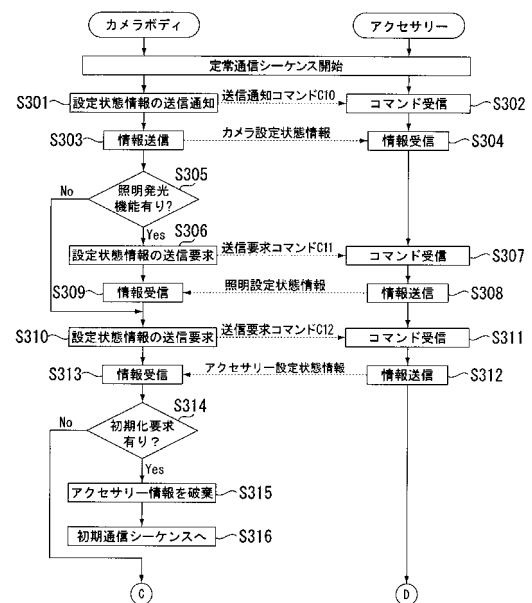 カメラボディ
アクセサリー
定常通信シーケンス開始
S301
設定状態情報の送信通知
送信通知コマンドC10
コマンド受信
S302
S303
情報送信
カメラ設定状態情報
情報受信
S304
S305
No
照明発光
機能有り?
Yes
S306
設定状態情報の送信要求
送信要求コマンドC11
コマンド受信
S307
S309
情報受信
照明設定状態情報
情報送信
S308
S310
設定状態情報の送信要求
送信要求コマンドC12
コマンド受信
S311
S313
情報受信
アクセサリー設定状態情報
情報送信
S312
S314
No
初期化要求
有り?
Yes
アクセサリー情報を破棄
S315
初期通信シーケンスへ
S316
C
D